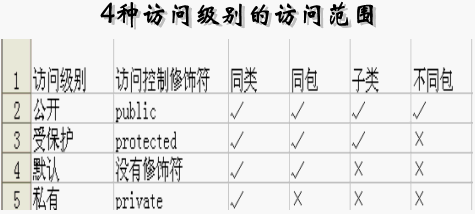 4种访问级别的访问范围
1 访问级别 访问控制修饰符 同类 同包 子类 不同包
2 公开 public √ √ √ √
3 受保护 protected √ √ √ ×
4 默认 没有修饰符 √ √ × ×
5 私有 private √ × × ×